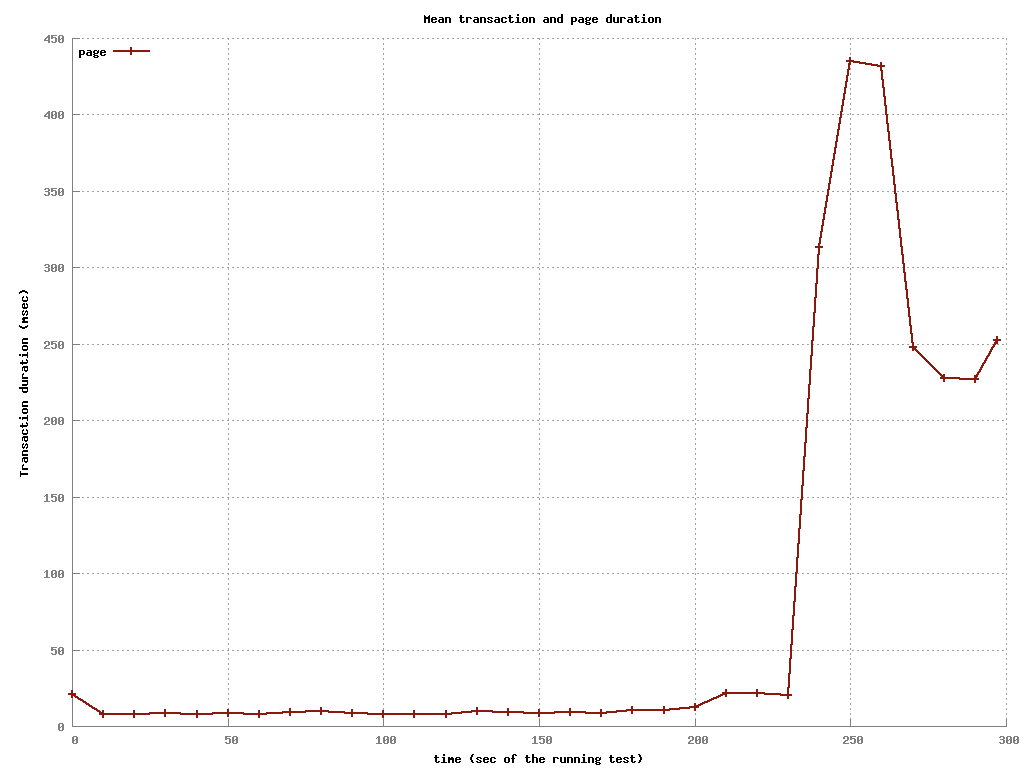 Mean transaction and page duration
page
450
400
350
300
250
200
150
100
50
0
Transaction duration (msec)
0 50 100 150 200 250 300
time (sec of the running test)